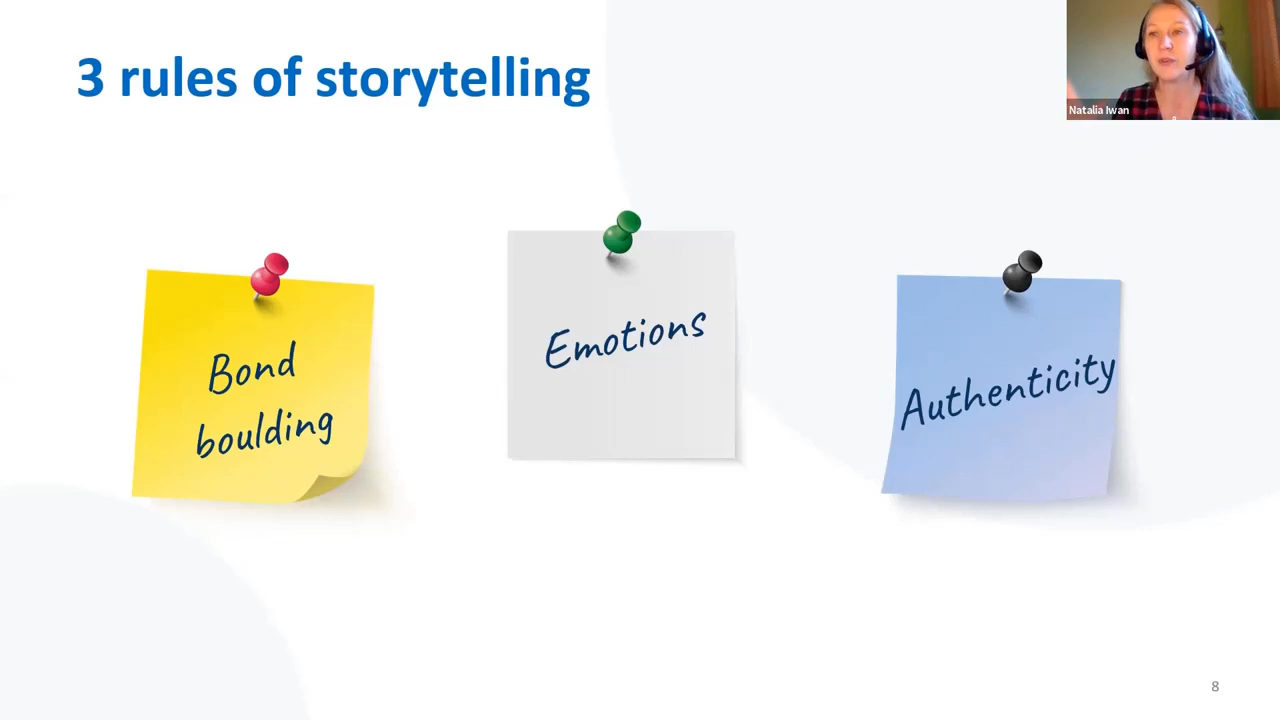 3 rules of storytelling
Natalia Iwan
Bond
boulding
Emotions
Authenticity
8